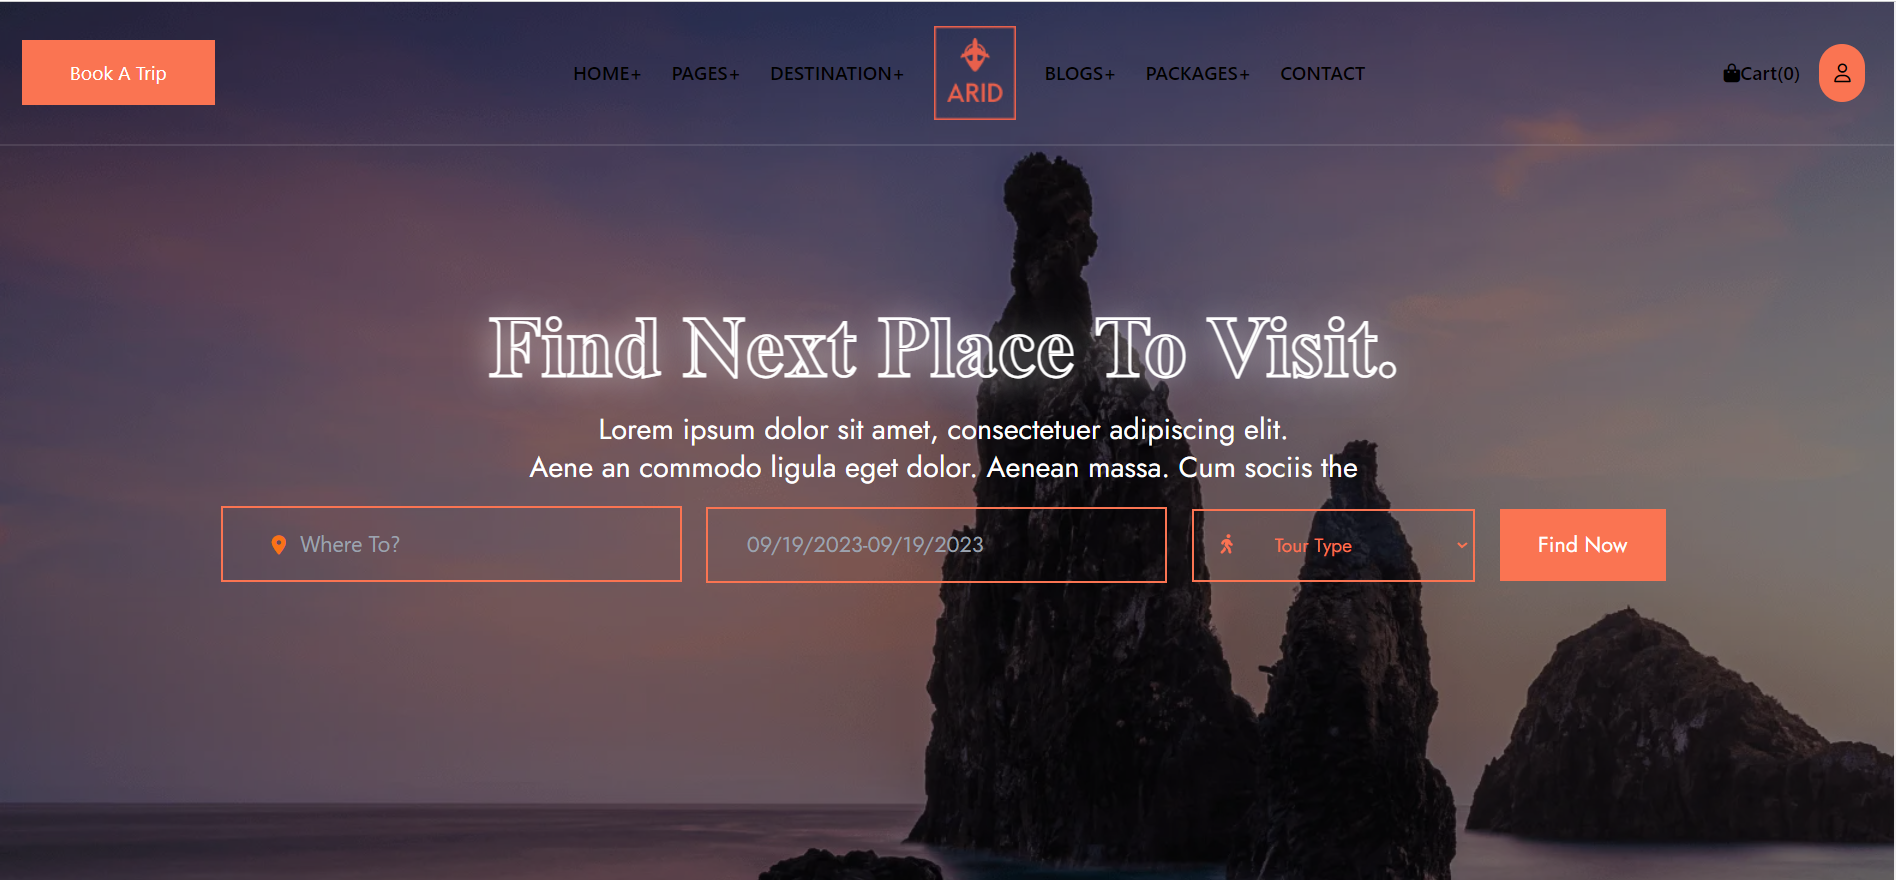 Book A Trip
HOME+ PAGES+ DESTINATION+ ARID BLOGS+ PACKAGES+ CONTACT
Cart(0)
Find Next Place To Visit.
Lorem ipsum dolor sit amet, consectetuer adipiscing elit.
Aene an commodo ligula eget dolor. Aenean massa. Cum sociis the
Where To?
09/19/2023-09/19/2023
Tour Type
Find Now